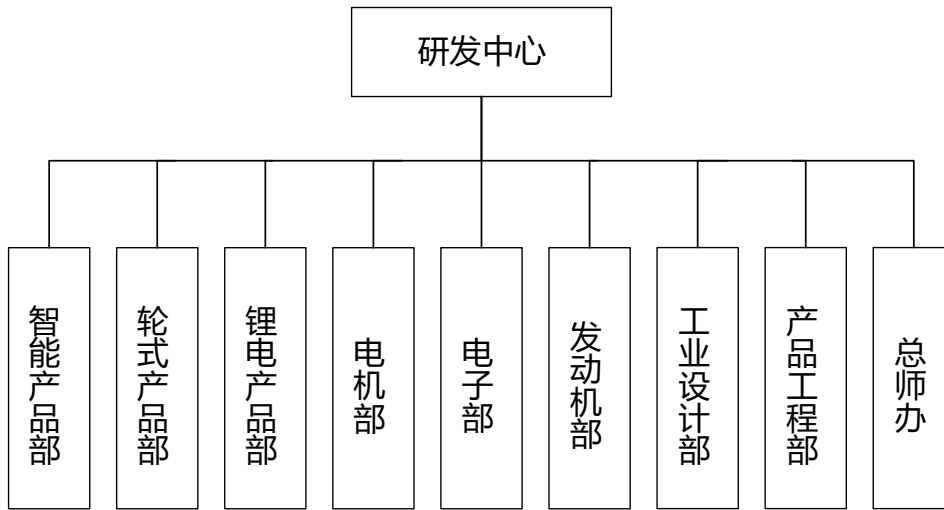 研发中心
智能产品部
轮式产品部
锂电产品部
电机部
电子部
发动机部
工业设计部
产品工程部
总师办